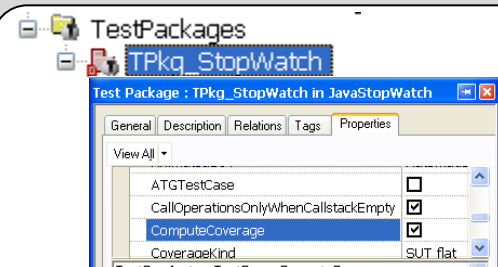 TestPackages
TPkg_StopWatch
Test Package : TPkg_StopWatch in JavaStopWatch
General Description Relations Tags Properties
View All
ATGTestCase
CallOperationsOnlyWhenCallstackEmpty
ComputeCoverage
CoverageKind SUT flat